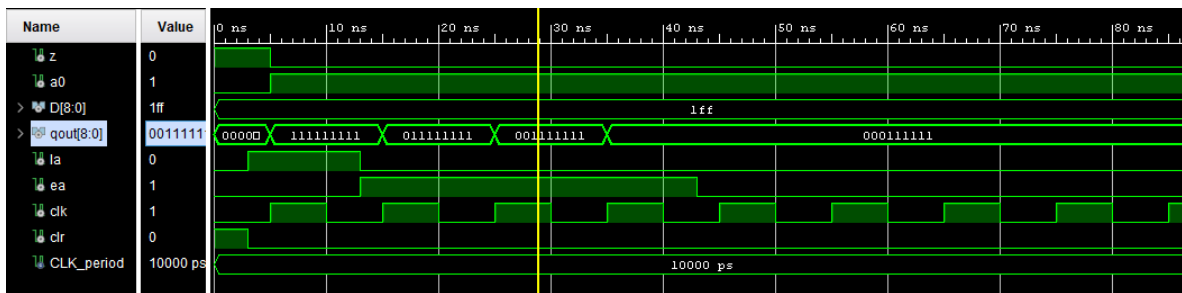 Name Value 0 ns 10 ns 20 ns 30 ns 40 ns 50 ns 60 ns 70 ns 80 ns
z 0
a0 1
D[8:0] 1ff 1ff
qout[8:0] 00111111 0000 111111111 011111111 001111111 000111111
la 0
ea 1
clk 1
clr 0
CLK_period 10000 ps 10000 ps